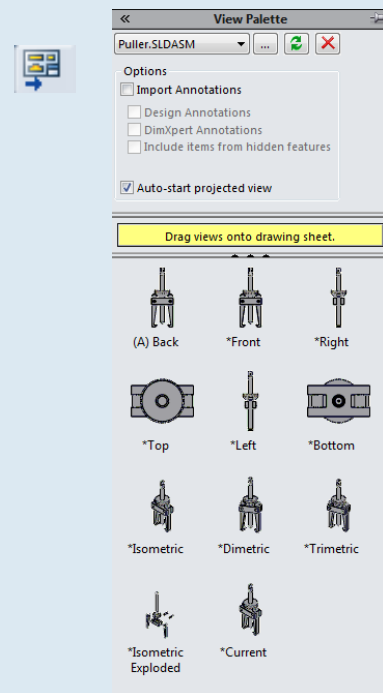 View Palette
Puller.SLDASM
...
Options
Import Annotations
Design Annotations
DimXpert Annotations
Include items from hidden features
Auto-start projected view
Drag views onto drawing sheet.
(A) Back *Front *Right
*Top *Left *Bottom
*Isometric *Dimetric *Trimetric
*Isometric *Current
Exploded